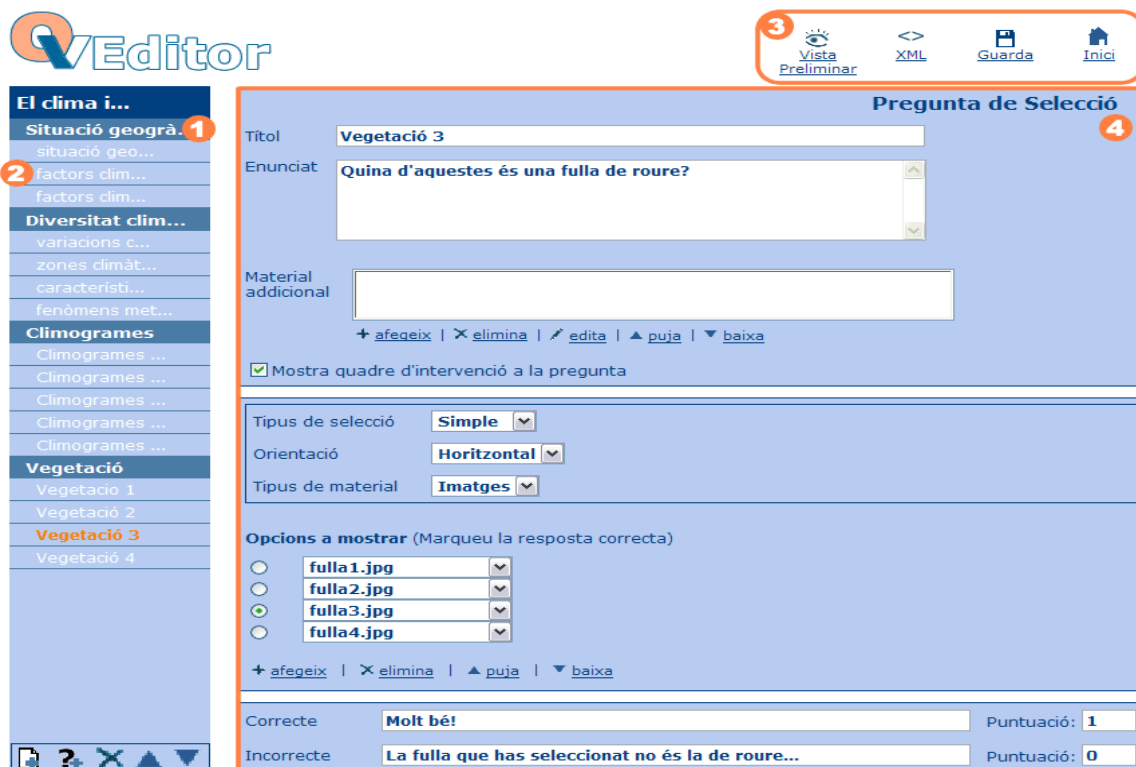 QVEditor
3
Vista Preliminar
<> XML
Guarda
Inici
El clima i...
Situació geogrà.
1
situació geo...
2
factors clim...
factors clim...
Diversitat clim...
variacions c...
zones climàt...
característi...
fenòmens met...
Climogrames
Climogrames ...
Climogrames ...
Climogrames ...
Climogrames ...
Climogrames ...
Vegetació
Vegetacio 1
Vegetació 2
Vegetació 3
Vegetació 4
Pregunta de Selecció
4
Títol Vegetació 3
Enunciat Quina d'aquestes és una fulla de roure?
Material
addicional
+ afegeix | elimina | edita | puja | baixa
Mostra quadre d'intervenció a la pregunta
Tipus de selecció Simple
Orientació Horitzontal
Tipus de material Imatges
Opcions a mostrar (Marqueu la resposta correcta)
fulla1.jpg
fulla2.jpg
fulla3.jpg
fulla4.jpg
+ afegeix | elimina | puja | baixa
Correcte Molt bé! Puntuació: 1
Incorrecte La fulla que has seleccionat no és la de roure... Puntuació: 0